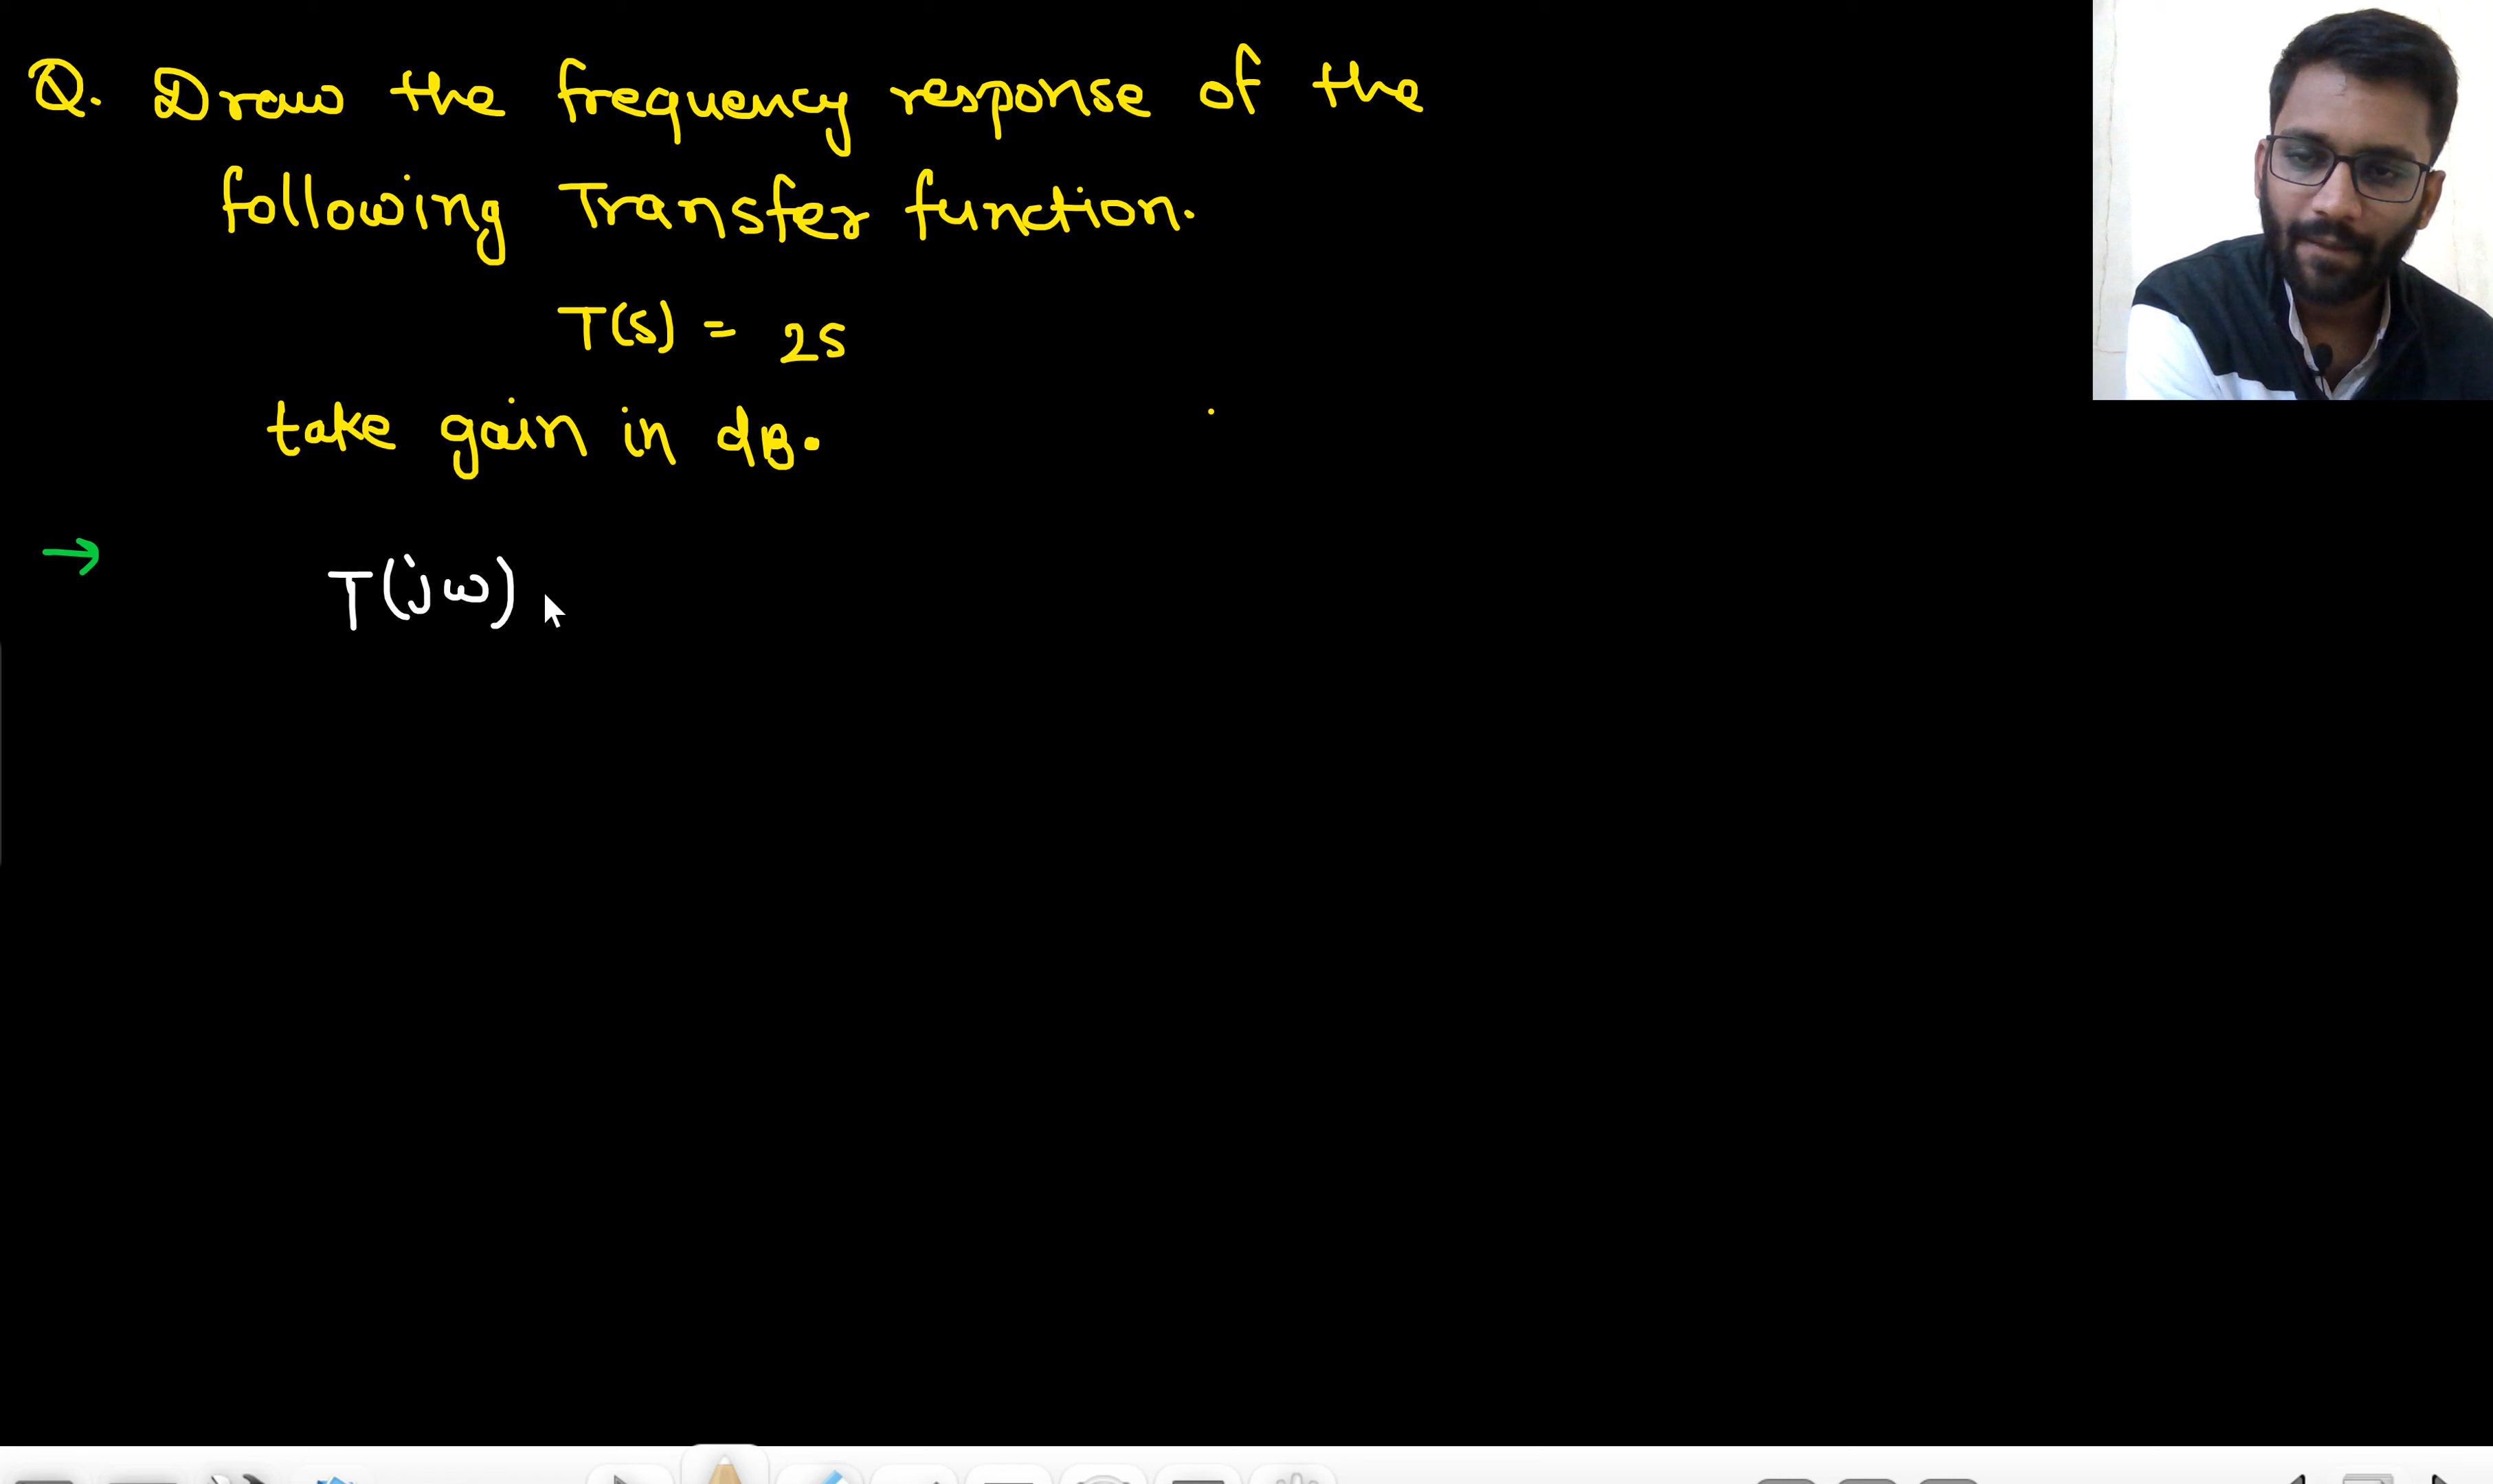 Q. Draw the frequency response of the
following Transfer function.
T(s) = 2s
take gain in dB.
→ T(jω)